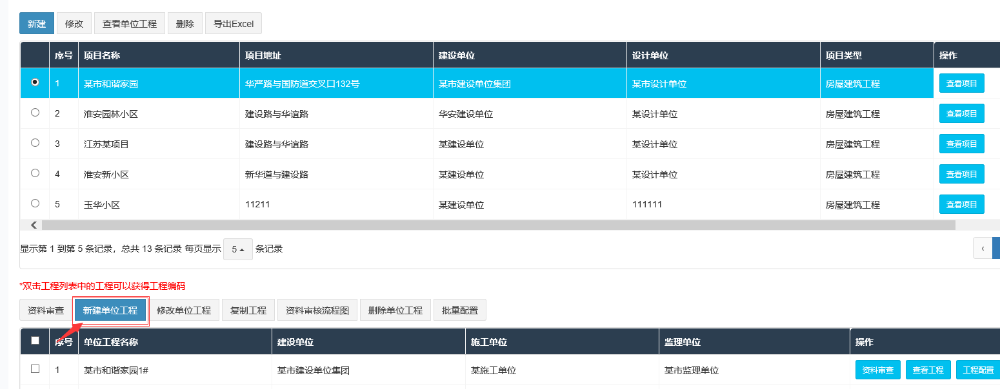 新建 修改 查看单位工程 删除 导出Excel
序号 项目名称 项目地址 建设单位 设计单位 项目类型 操作
1 某市和谐家园 华严路与国防道交叉口132号 某市建设单位集团 某市设计单位 房屋建筑工程 查看项目
2 淮安园林小区 建设路与华谊路 华安建设单位 某设计单位 房屋建筑工程 查看项目
3 江苏某项目 建设路与华谊路 某建设单位 某设计单位 房屋建筑工程 查看项目
4 淮安新小区 新华道与建设路 某建设单位 某设计单位 房屋建筑工程 查看项目
5 玉华小区 11211 某建设单位 111111 房屋建筑工程 查看项目
显示第 1 到第 5 条记录，总共 13 条记录 每页显示 5 条记录 ‹
*双击工程列表中的工程可以获得工程编码
资料审查 新建单位工程 修改单位工程 复制工程 资料审核流程图 删除单位工程 批量配置
序号 单位工程名称 建设单位 施工单位 监理单位 操作
1 某市和谐家园1# 某市建设单位集团 某施工单位 某市监理单位 资料审查 查看工程 工程配置